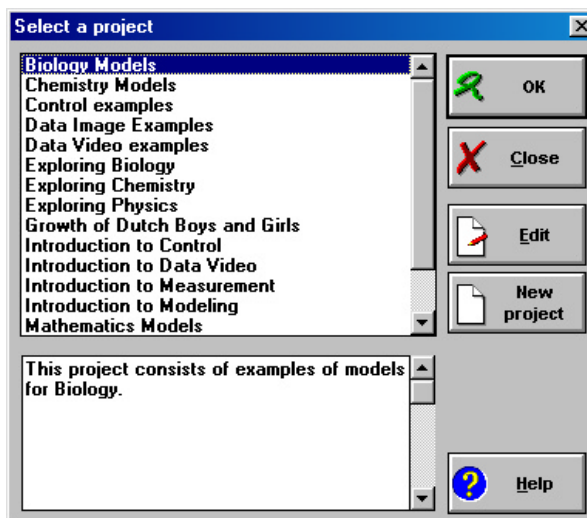 Select a project
Biology Models
Chemistry Models
Control examples
Data Image Examples
Data Video examples
Exploring Biology
Exploring Chemistry
Exploring Physics
Growth of Dutch Boys and Girls
Introduction to Control
Introduction to Data Video
Introduction to Measurement
Introduction to Modeling
Mathematics Models
This project consists of examples of models
for Biology.
OK
Close
Edit
New
project
Help